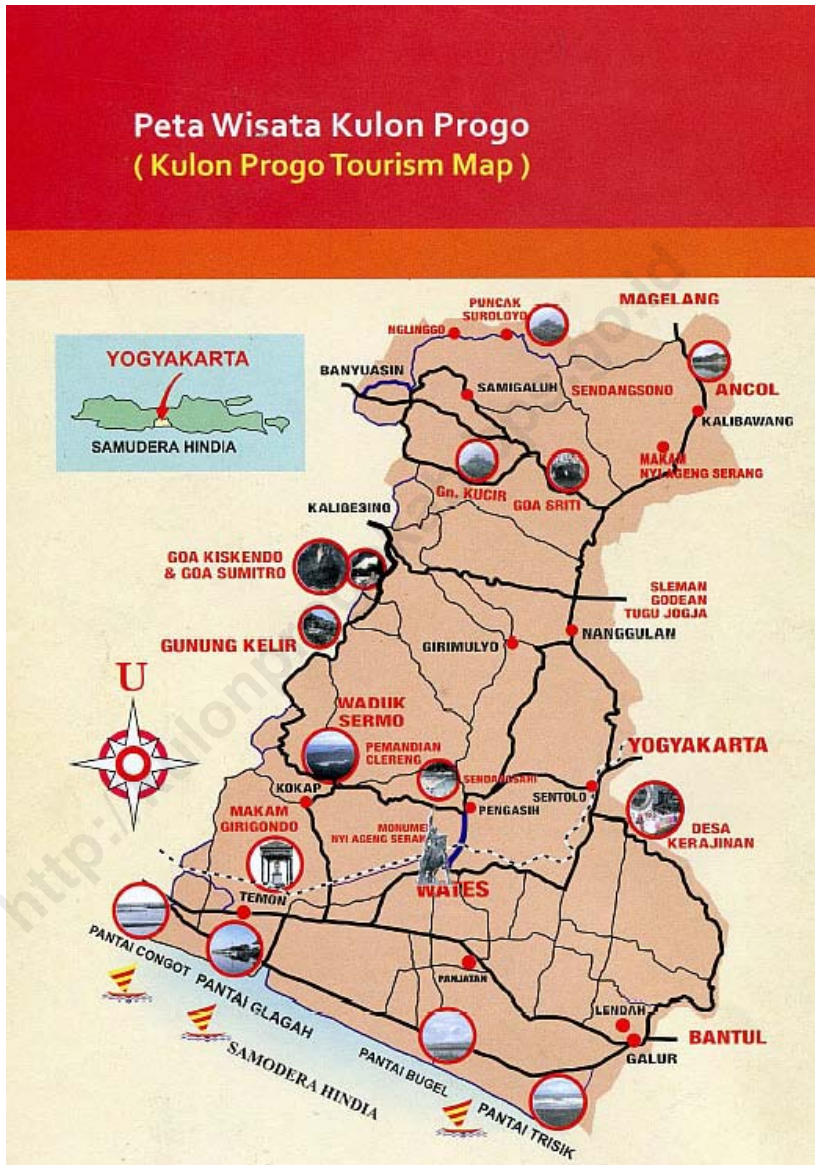 Peta Wisata Kulon Progo
( Kulon Progo Tourism Map )
PUNCAK
SUROLOYO
MAGELANG
NGLINGGO
YOGYAKARTA
BANYUASIN
SAMIGALUH
SENDANGSONO
ANCOL
SAMUDERA HINDIA
KALIBAWANG
MAKAM
NYI AGENG SERANG
Gn. KUCIR
GOA SRITI
KALIGESING
GOA KISKENDO
& GOA SUMITRO
SLEMAN
GODEAN
TUGU JOGJA
GUNUNG KELIR
GIRIMULYO
NANGGULAN
U
WADUK
SERMO
PEMANDIAN
CLERENG
YOGYAKARTA
SENDANGSARI
KOKAP
PENGASIH
SENTOLO
MAKAM
GIRIGONDO
MONUMEN
NYI AGENG SERANG
DESA
KERAJINAN
WATES
TEMON
PANTAI CONGOT
PANTAI GLAGAH
PANJATAN
LENDAH
BANTUL
GALUR
SAMODERA HINDIA
PANTAI BUGEL
PANTAI TRISIK